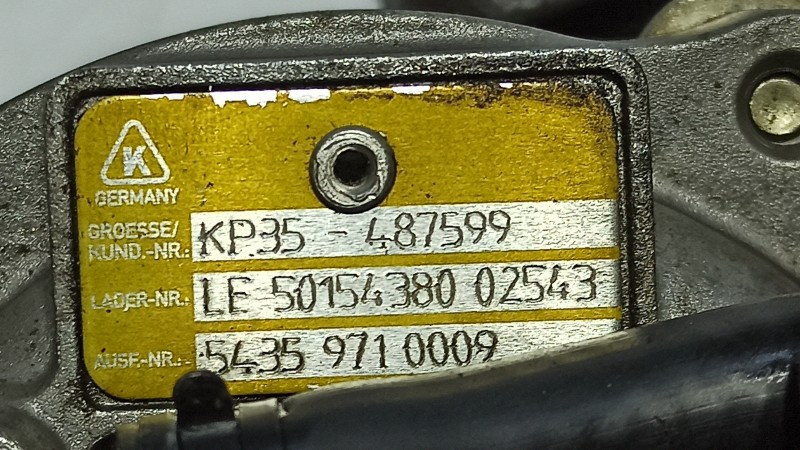 K
GERMANY
GROESSE/
KUND.-NR.: KP35 - 487599
LADER-NR.: LE 50154380 02543
AUSF.-NR.: 5435 971 0009